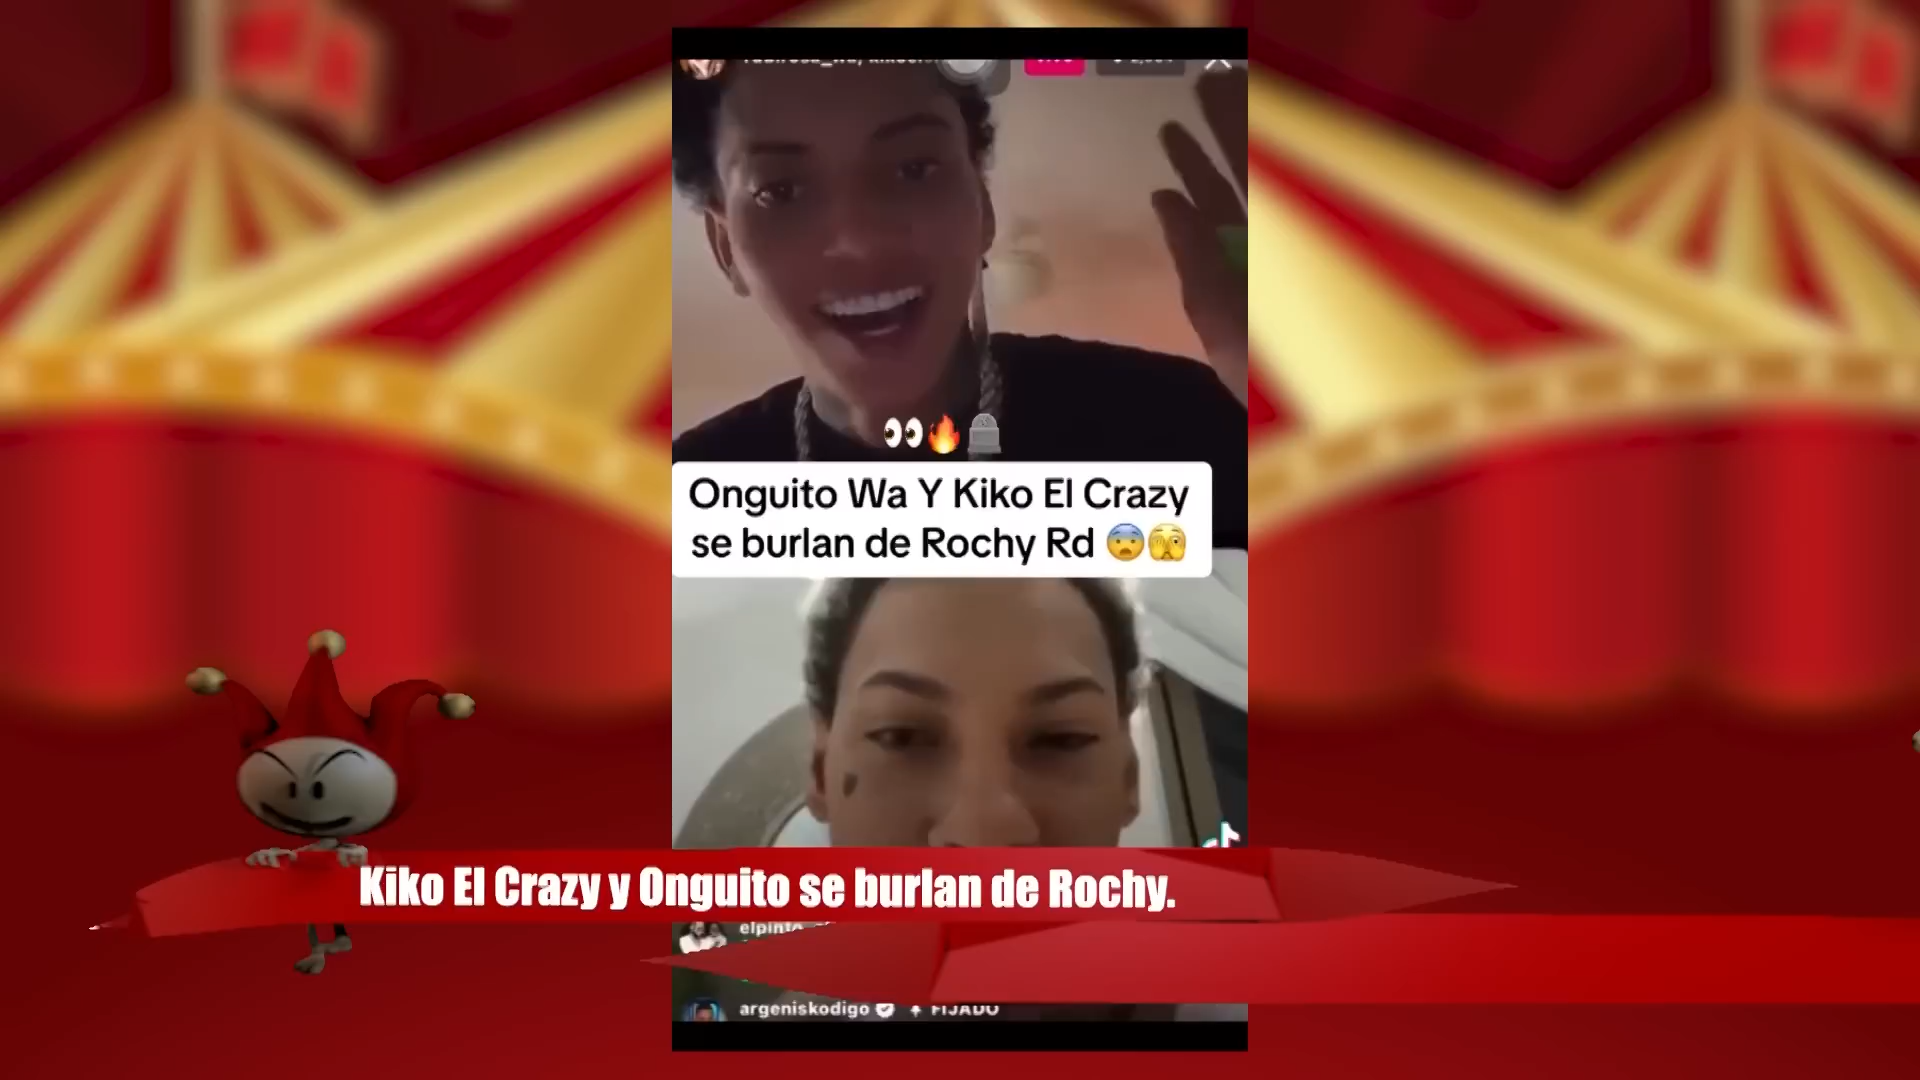 Onguito Wa Y Kiko El Crazy
se burlan de Rochy Rd
Kiko El Crazy y Onguito se burlan de Rochy.
argeniskodigo FIJADO